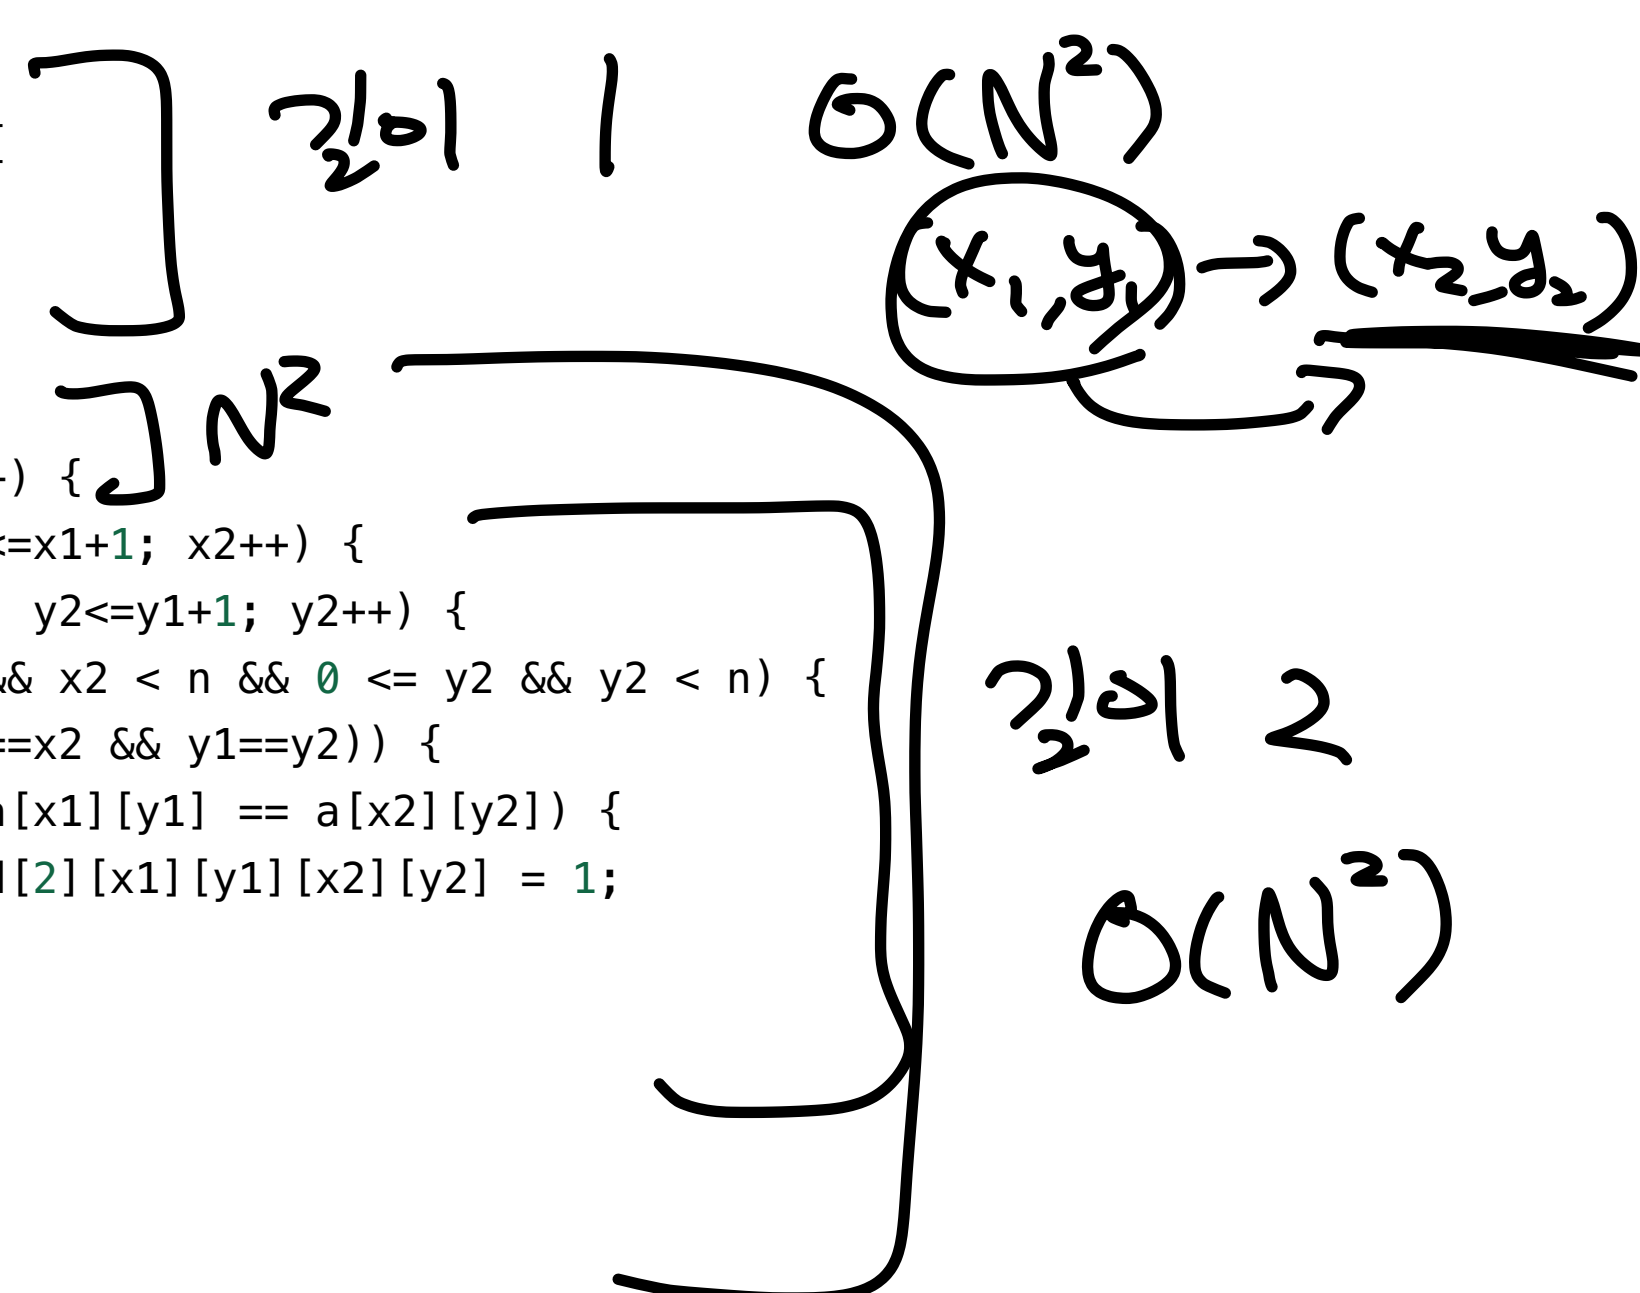 길이 1 O(N²)
(x₁, y₁) → (x₂, y₂)
N²
+) {
<=x1+1; x2++) {
y2<=y1+1; y2++) {
&& x2 < n && 0 <= y2 && y2 < n) {
==x2 && y1==y2)) {
a[x1][y1] == a[x2][y2]) {
d[2][x1][y1][x2][y2] = 1;
길이 2
O(N²)